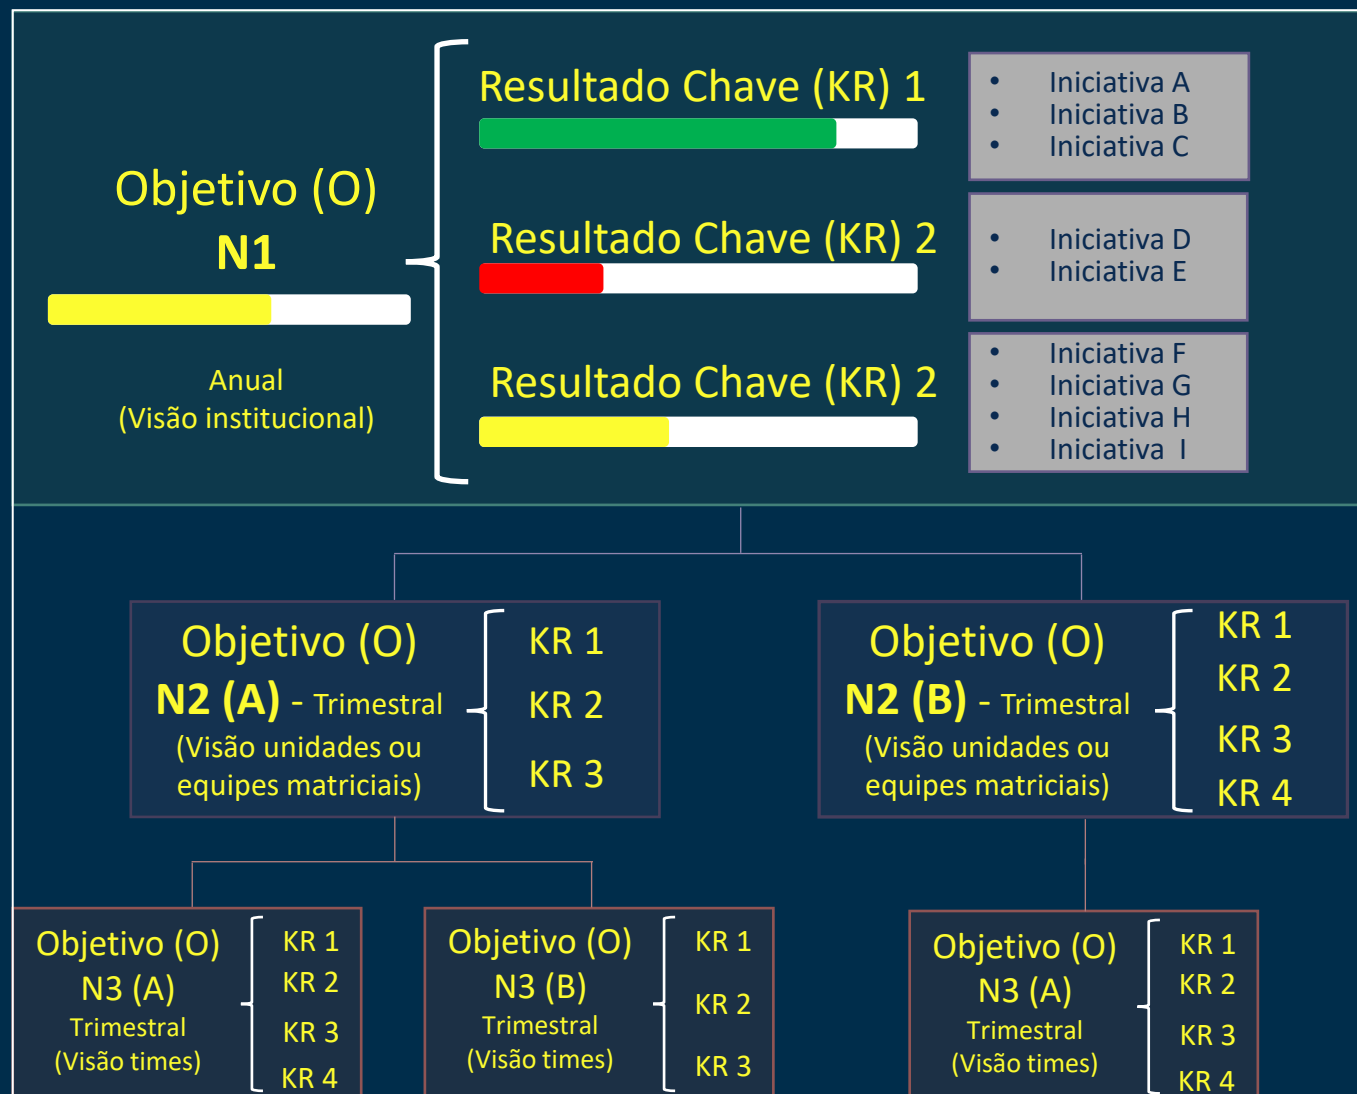 Objetivo (O)
N1
Anual
(Visão institucional)
Resultado Chave (KR) 1
• Iniciativa A
• Iniciativa B
• Iniciativa C
Resultado Chave (KR) 2
• Iniciativa D
• Iniciativa E
Resultado Chave (KR) 2
• Iniciativa F
• Iniciativa G
• Iniciativa H
• Iniciativa I
Objetivo (O)
N2 (A) - Trimestral
(Visão unidades ou
equipes matriciais)
KR 1
KR 2
KR 3
Objetivo (O)
N2 (B) - Trimestral
(Visão unidades ou
equipes matriciais)
KR 1
KR 2
KR 3
KR 4
Objetivo (O)
N3 (A)
Trimestral
(Visão times)
KR 1
KR 2
KR 3
KR 4
Objetivo (O)
N3 (B)
Trimestral
(Visão times)
KR 1
KR 2
KR 3
Objetivo (O)
N3 (A)
Trimestral
(Visão times)
KR 1
KR 2
KR 3
KR 4